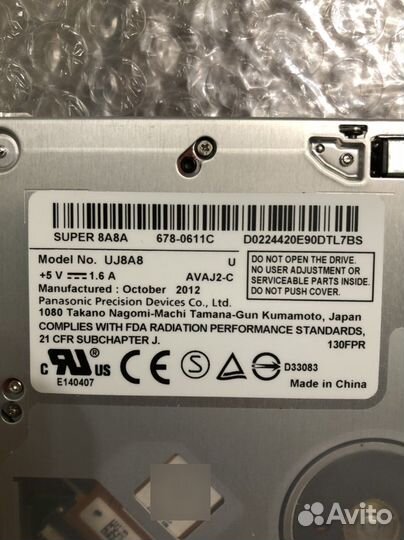 SUPER 8A8A 678-0611C D0224420E90DTL7BS
Model No. UJ8A8 U
+5 V 1.6 A AVAJ2-C
Manufactured : October 2012
Panasonic Precision Devices Co., Ltd.
1080 Takano Nagomi-Machi Tamana-Gun Kumamoto, Japan
DO NOT OPEN THE DRIVE.
NO USER ADJUSTMENT OR
SERVICEABLE PARTS INSIDE.
DO NOT PUSH COVER.
COMPLIES WITH FDA RADIATION PERFORMANCE STANDARDS,
21 CFR SUBCHAPTER J. 130FPR
C RU US CE D33083
E140407 Made in China
Avito